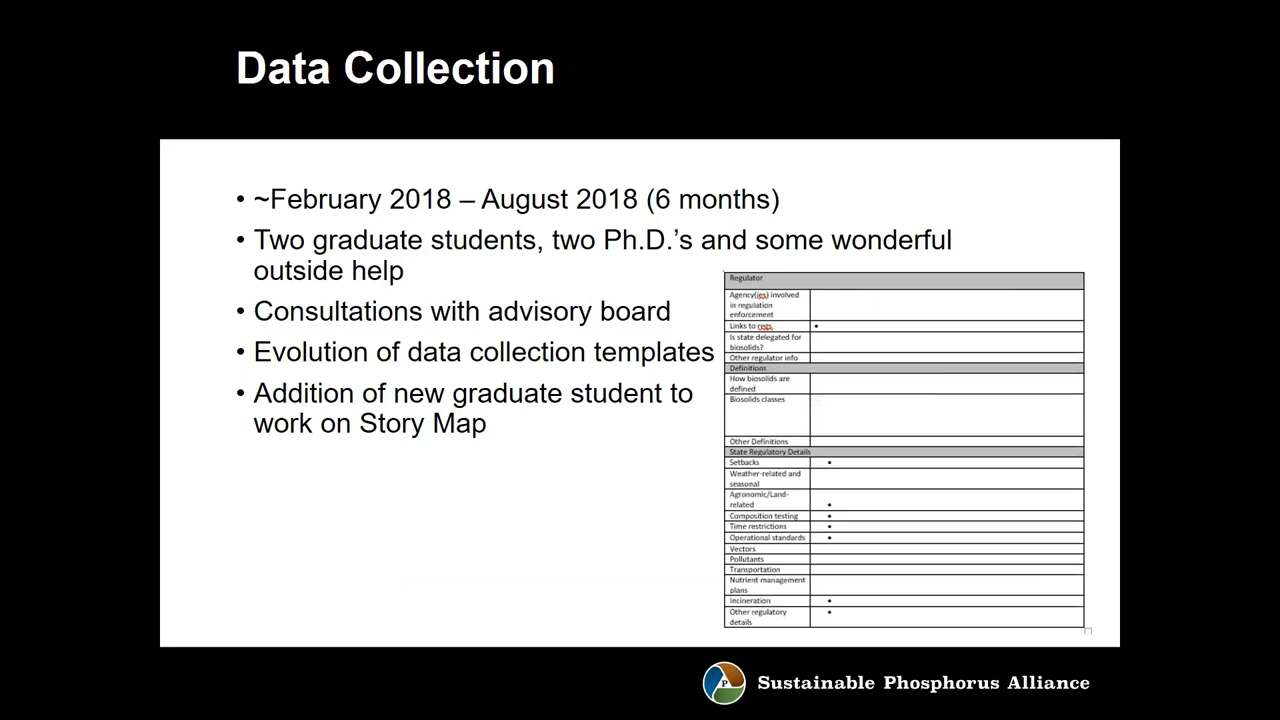 Data Collection
• ~February 2018 – August 2018 (6 months)
• Two graduate students, two Ph.D.’s and some wonderful
outside help
• Consultations with advisory board
• Evolution of data collection templates
• Addition of new graduate student to
work on Story Map
Regulator
Agency(ies) involved
in regulation
enforcement
Links to regs
•
Is state delegated for
biosolids?
Other regulator info
Definitions
How biosolids are
defined
Biosolids classes
Other Definitions
State Regulatory Details
Setbacks •
Weather-related and
seasonal
Agronomic/Land-
related •
Composition testing •
Time restrictions •
Operational standards •
Vectors
Pollutants
Transportation
Nutrient management
plans
Incineration •
Other regulatory •
details
P
Sustainable Phosphorus Alliance